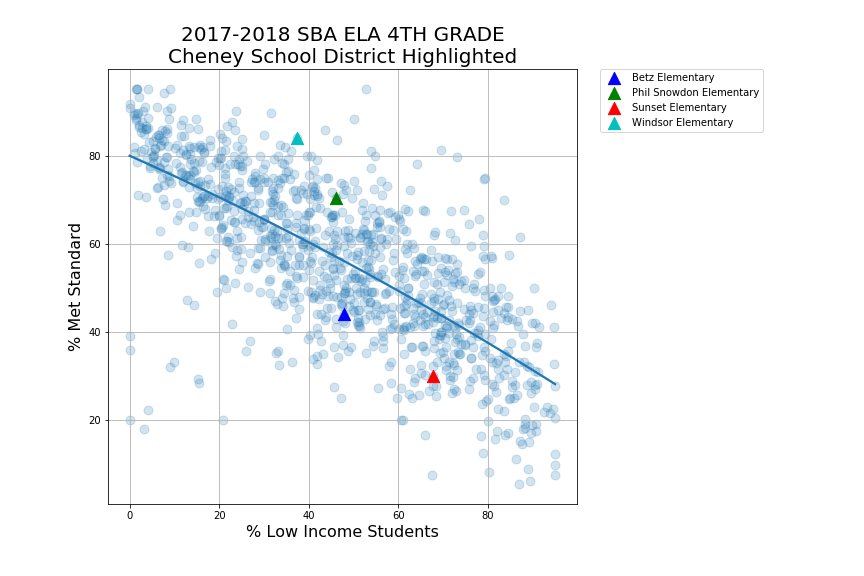 2017-2018 SBA ELA 4TH GRADE
Cheney School District Highlighted
Betz Elementary
Phil Snowdon Elementary
Sunset Elementary
Windsor Elementary
% Met Standard
80
60
40
20
0 20 40 60 80
% Low Income Students